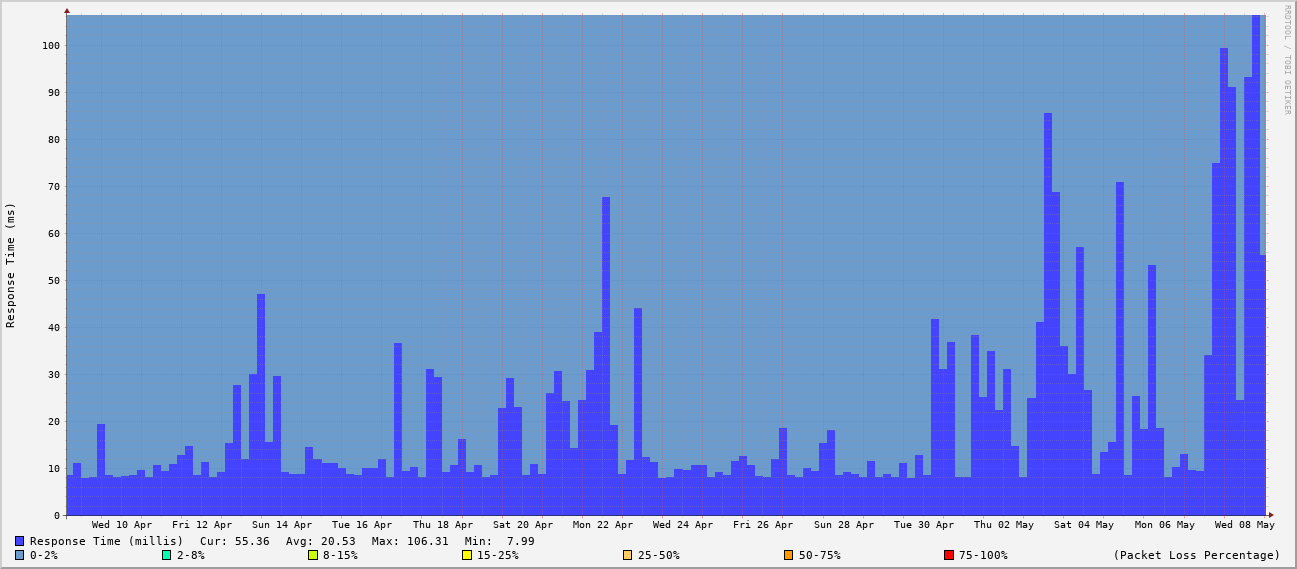 RRDTOOL / TOBI OETIKER
Response Time (ms)
100
90
80
70
60
50
40
30
20
10
0
Wed 10 Apr Fri 12 Apr Sun 14 Apr Tue 16 Apr Thu 18 Apr Sat 20 Apr Mon 22 Apr Wed 24 Apr Fri 26 Apr Sun 28 Apr Tue 30 Apr Thu 02 May Sat 04 May Mon 06 May Wed 08 May
Response Time (millis) Cur: 55.36 Avg: 20.53 Max: 106.31 Min: 7.99
0-2% 2-8% 8-15% 15-25% 25-50% 50-75% 75-100% (Packet Loss Percentage)